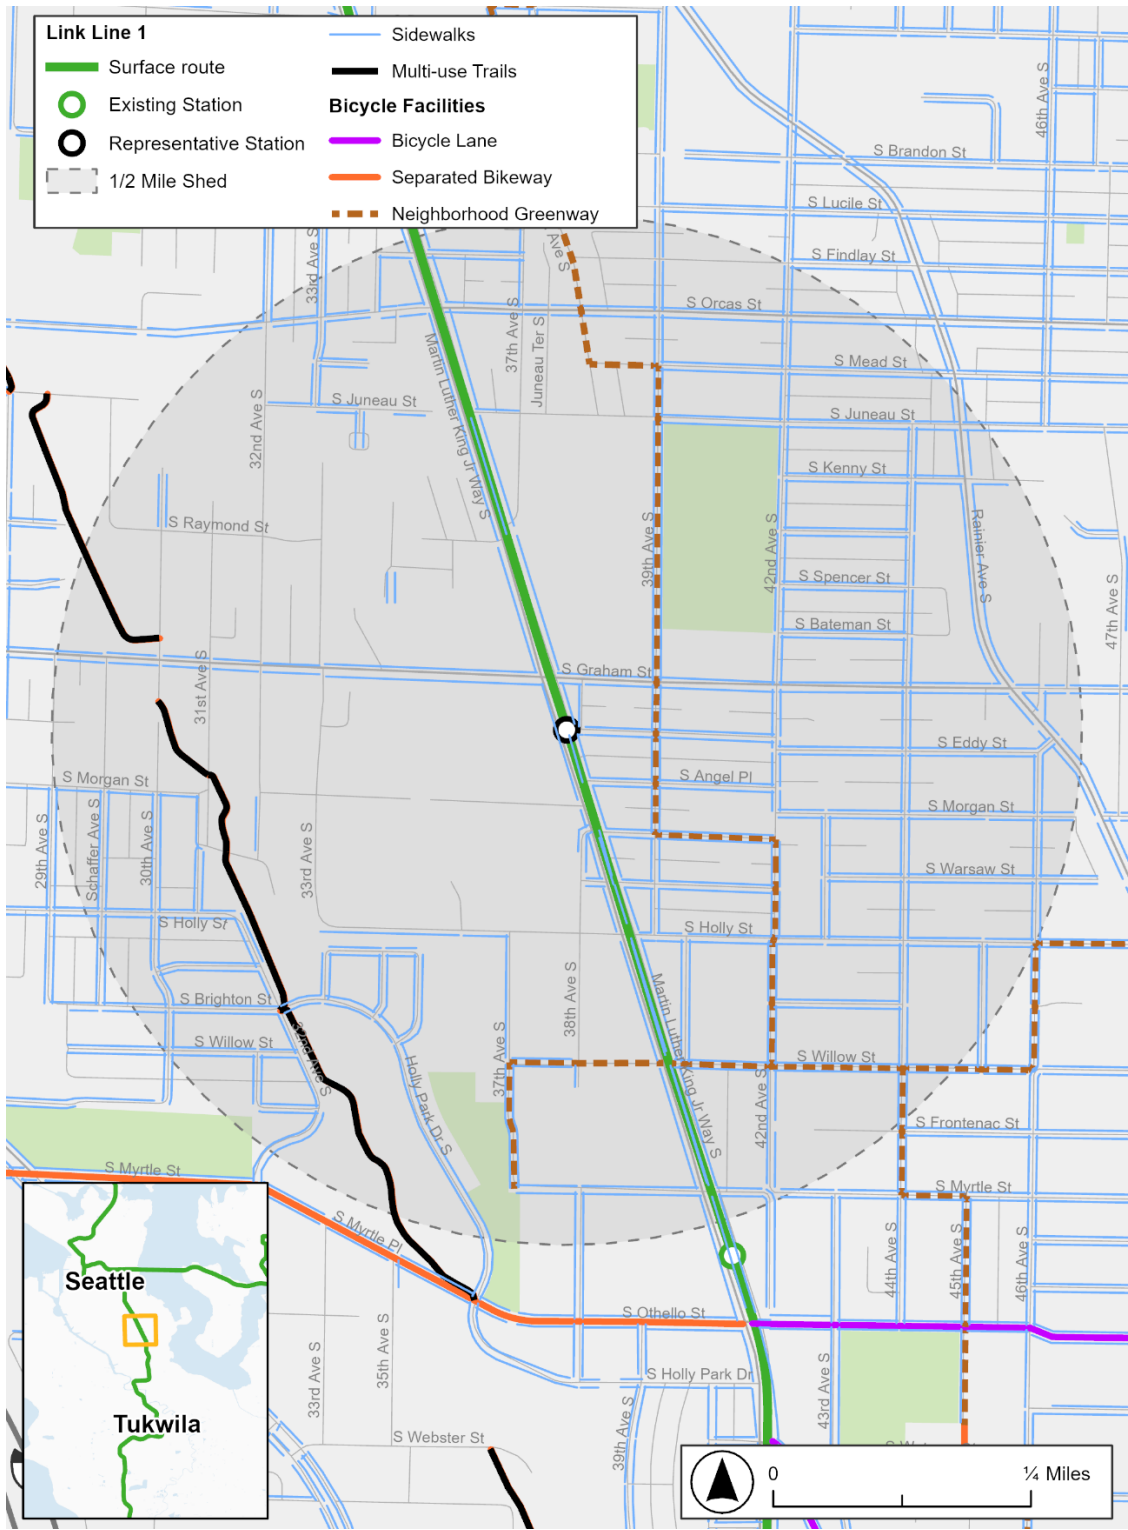 Link Line 1
Surface route
Existing Station
Representative Station
1/2 Mile Shed
Sidewalks
Multi-use Trails
Bicycle Facilities
Bicycle Lane
Separated Bikeway
Neighborhood Greenway
46th Ave S
S Brandon St
S Lucile St
S Findlay St
33rd Ave S
Ave S
S Orcas St
37th Ave S
Juneau Ter S
Martin Luther King Jr Way S
S Mead St
S Juneau St
S Juneau St
32nd Ave S
S Kenny St
S Raymond St
39th Ave S
42nd Ave S
Rainier Ave S
S Spencer St
47th Ave S
S Bateman St
S Graham St
31st Ave S
S Eddy St
S Angel Pl
S Morgan St
S Morgan St
29th Ave S
Schaffer Ave S
30th Ave S
33rd Ave S
S Warsaw St
S Holly St
S Holly St
38th Ave S
Martin Luther King Jr Way S
S Brighton St
32nd Ave S
S Willow St
37th Ave S
S Willow St
Holly Park Dr S
42nd Ave S
S Frontenac St
S Myrtle St
S Myrtle St
S Myrtle Pl
44th Ave S
45th Ave S
46th Ave S
S Othello St
33rd Ave S
35th Ave S
S Holly Park Dr
43rd Ave S
39th Ave S
S Webster St
Seattle
Tukwila
0
¼ Miles